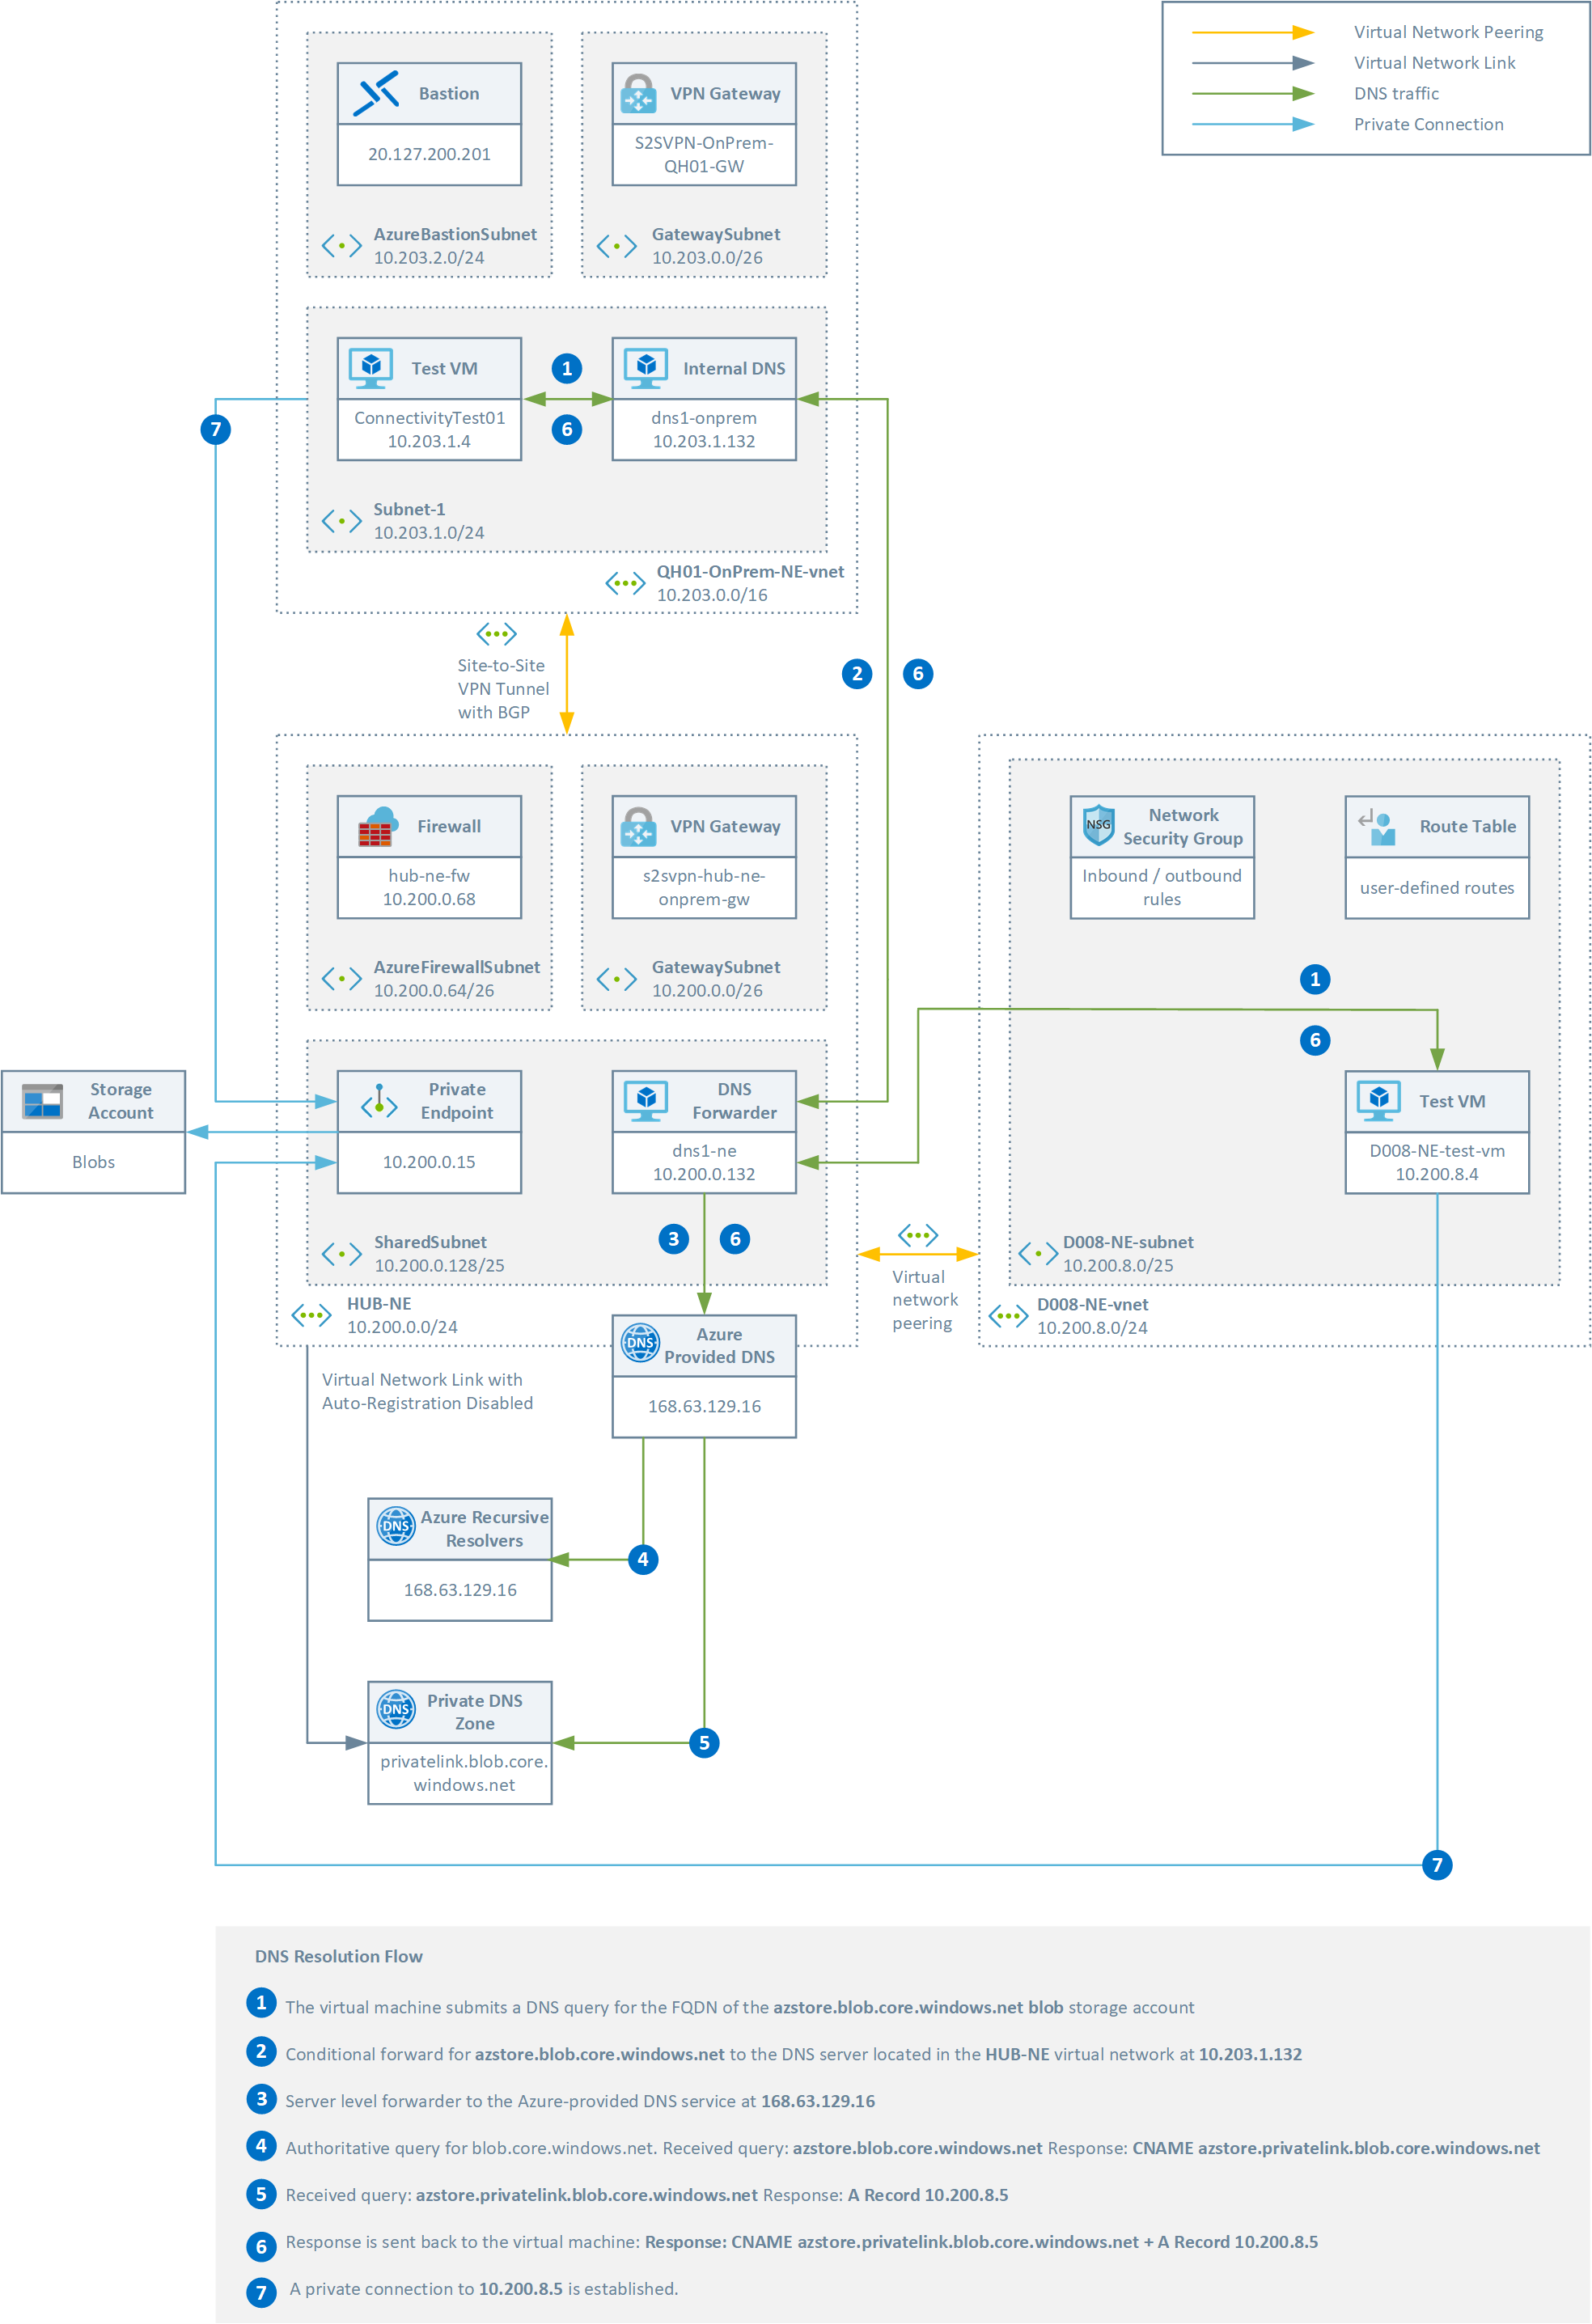 Virtual Network Peering
Virtual Network Link
DNS traffic
Private Connection
Bastion
20.127.200.201
AzureBastionSubnet
10.203.2.0/24
VPN Gateway
S2SVPN-OnPrem-
QH01-GW
GatewaySubnet
10.203.0.0/26
Test VM
ConnectivityTest01
10.203.1.4
1
6
Internal DNS
dns1-onprem
10.203.1.132
7
Subnet-1
10.203.1.0/24
QH01-OnPrem-NE-vnet
10.203.0.0/16
Site-to-Site
VPN Tunnel
with BGP
2
6
Firewall
hub-ne-fw
10.200.0.68
AzureFirewallSubnet
10.200.0.64/26
VPN Gateway
s2svpn-hub-ne-
onprem-gw
GatewaySubnet
10.200.0.0/26
NSG
Network
Security Group
Inbound / outbound
rules
Route Table
user-defined routes
1
6
Storage
Account
Blobs
Private
Endpoint
10.200.0.15
DNS
Forwarder
dns1-ne
10.200.0.132
Test VM
D008-NE-test-vm
10.200.8.4
3
6
SharedSubnet
10.200.0.128/25
HUB-NE
10.200.0.0/24
Virtual
network
peering
D008-NE-subnet
10.200.8.0/25
D008-NE-vnet
10.200.8.0/24
Virtual Network Link with
Auto-Registration Disabled
DNS
Azure
Provided DNS
168.63.129.16
DNS
Azure Recursive
Resolvers
168.63.129.16
4
DNS
Private DNS
Zone
privatelink.blob.core.
windows.net
5
7
DNS Resolution Flow
1 The virtual machine submits a DNS query for the FQDN of the azstore.blob.core.windows.net blob storage account
2 Conditional forward for azstore.blob.core.windows.net to the DNS server located in the HUB-NE virtual network at 10.203.1.132
3 Server level forwarder to the Azure-provided DNS service at 168.63.129.16
4 Authoritative query for blob.core.windows.net. Received query: azstore.blob.core.windows.net Response: CNAME azstore.privatelink.blob.core.windows.net
5 Received query: azstore.privatelink.blob.core.windows.net Response: A Record 10.200.8.5
6 Response is sent back to the virtual machine: Response: CNAME azstore.privatelink.blob.core.windows.net + A Record 10.200.8.5
7 A private connection to 10.200.8.5 is established.